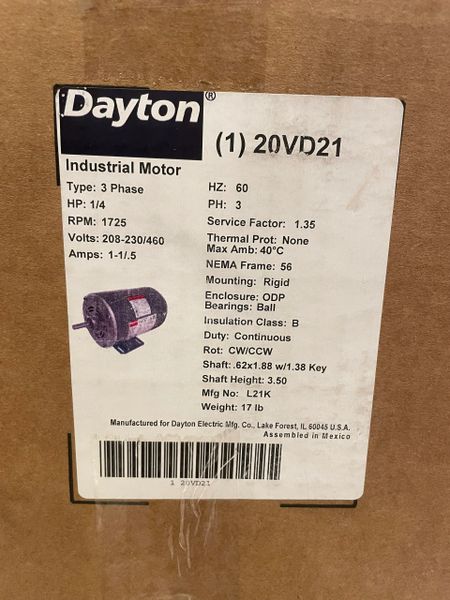 Dayton®
(1) 20VD21
Industrial Motor
Type: 3 Phase
HP: 1/4
RPM: 1725
Volts: 208-230/460
Amps: 1-1/.5
HZ: 60
PH: 3
Service Factor: 1.35
Thermal Prot: None
Max Amb: 40°C
NEMA Frame: 56
Mounting: Rigid
Enclosure: ODP
Bearings: Ball
Insulation Class: B
Duty: Continuous
Rot: CW/CCW
Shaft: .62x1.88 w/1.38 Key
Shaft Height: 3.50
Mfg No: L21K
Weight: 17 lb
Manufactured for Dayton Electric Mfg. Co., Lake Forest, IL 60045 U.S.A.
Assembled in Mexico
1 20VD21